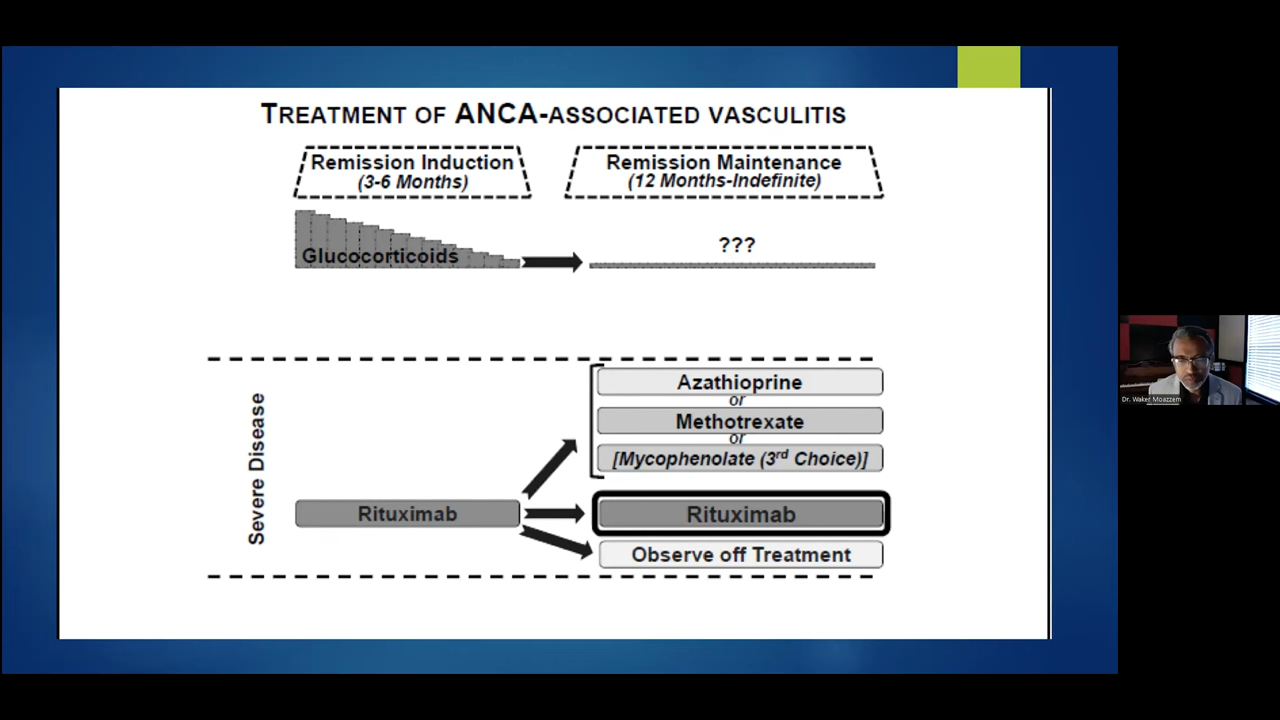 TREATMENT OF ANCA-ASSOCIATED VASCULITIS
Remission Induction
(3-6 Months)
Remission Maintenance
(12 Months-Indefinite)
Glucocorticoids
???
Severe Disease
Azathioprine
or
Methotrexate
or
[Mycophenolate (3rd Choice)]
Rituximab
Rituximab
Observe off Treatment
Dr. Waker Moazzem